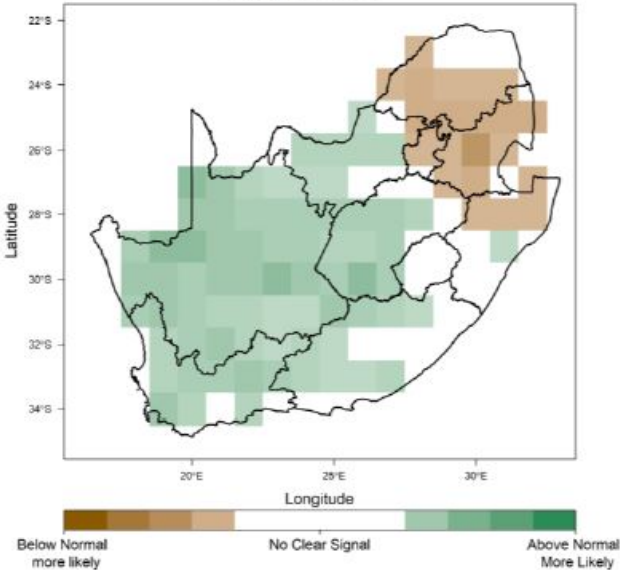 22°S
24°S
26°S
28°S
30°S
32°S
34°S
Latitude
20°E 25°E 30°E
Longitude
Below Normal
more likely
No Clear Signal
Above Normal
More Likely